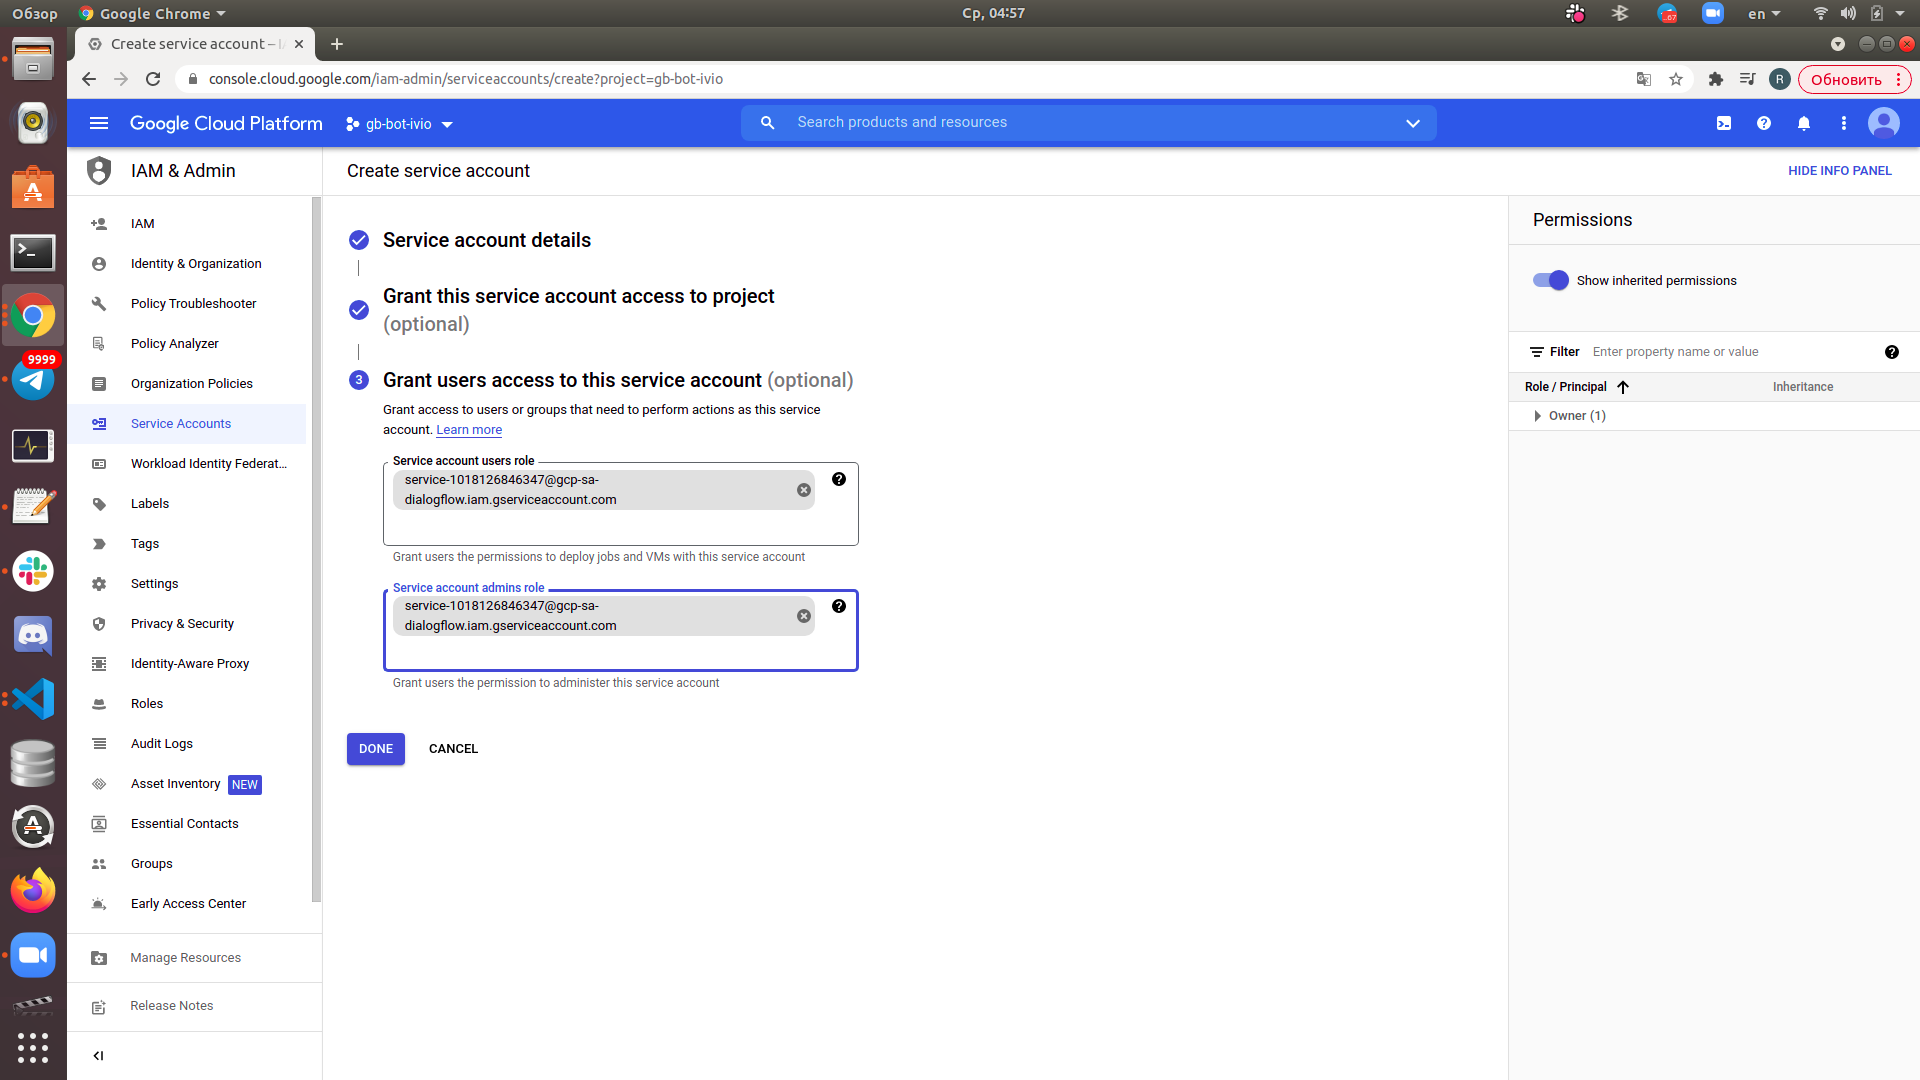 Обзор
Google Chrome
Ср, 04:57
67
en
Create service account – I
console.cloud.google.com/iam-admin/serviceaccounts/create?project=gb-bot-ivio
R
Обновить
Google Cloud Platform
gb-bot-ivio
Search products and resources
IAM & Admin
Create service account
HIDE INFO PANEL
IAM
Identity & Organization
Policy Troubleshooter
Policy Analyzer
Organization Policies
Service Accounts
Workload Identity Federat...
Labels
Tags
Settings
Privacy & Security
Identity-Aware Proxy
Roles
Audit Logs
Asset Inventory NEW
Essential Contacts
Groups
Early Access Center
Manage Resources
Release Notes
9999
Service account details
Grant this service account access to project
(optional)
3 Grant users access to this service account (optional)
Grant access to users or groups that need to perform actions as this service
account. Learn more
Service account users role
service-1018126846347@gcp-sa-
dialogflow.iam.gserviceaccount.com
Grant users the permissions to deploy jobs and VMs with this service account
Service account admins role
service-1018126846347@gcp-sa-
dialogflow.iam.gserviceaccount.com
Grant users the permission to administer this service account
DONE CANCEL
Permissions
Show inherited permissions
Filter Enter property name or value
Role / Principal Inheritance
Owner (1)